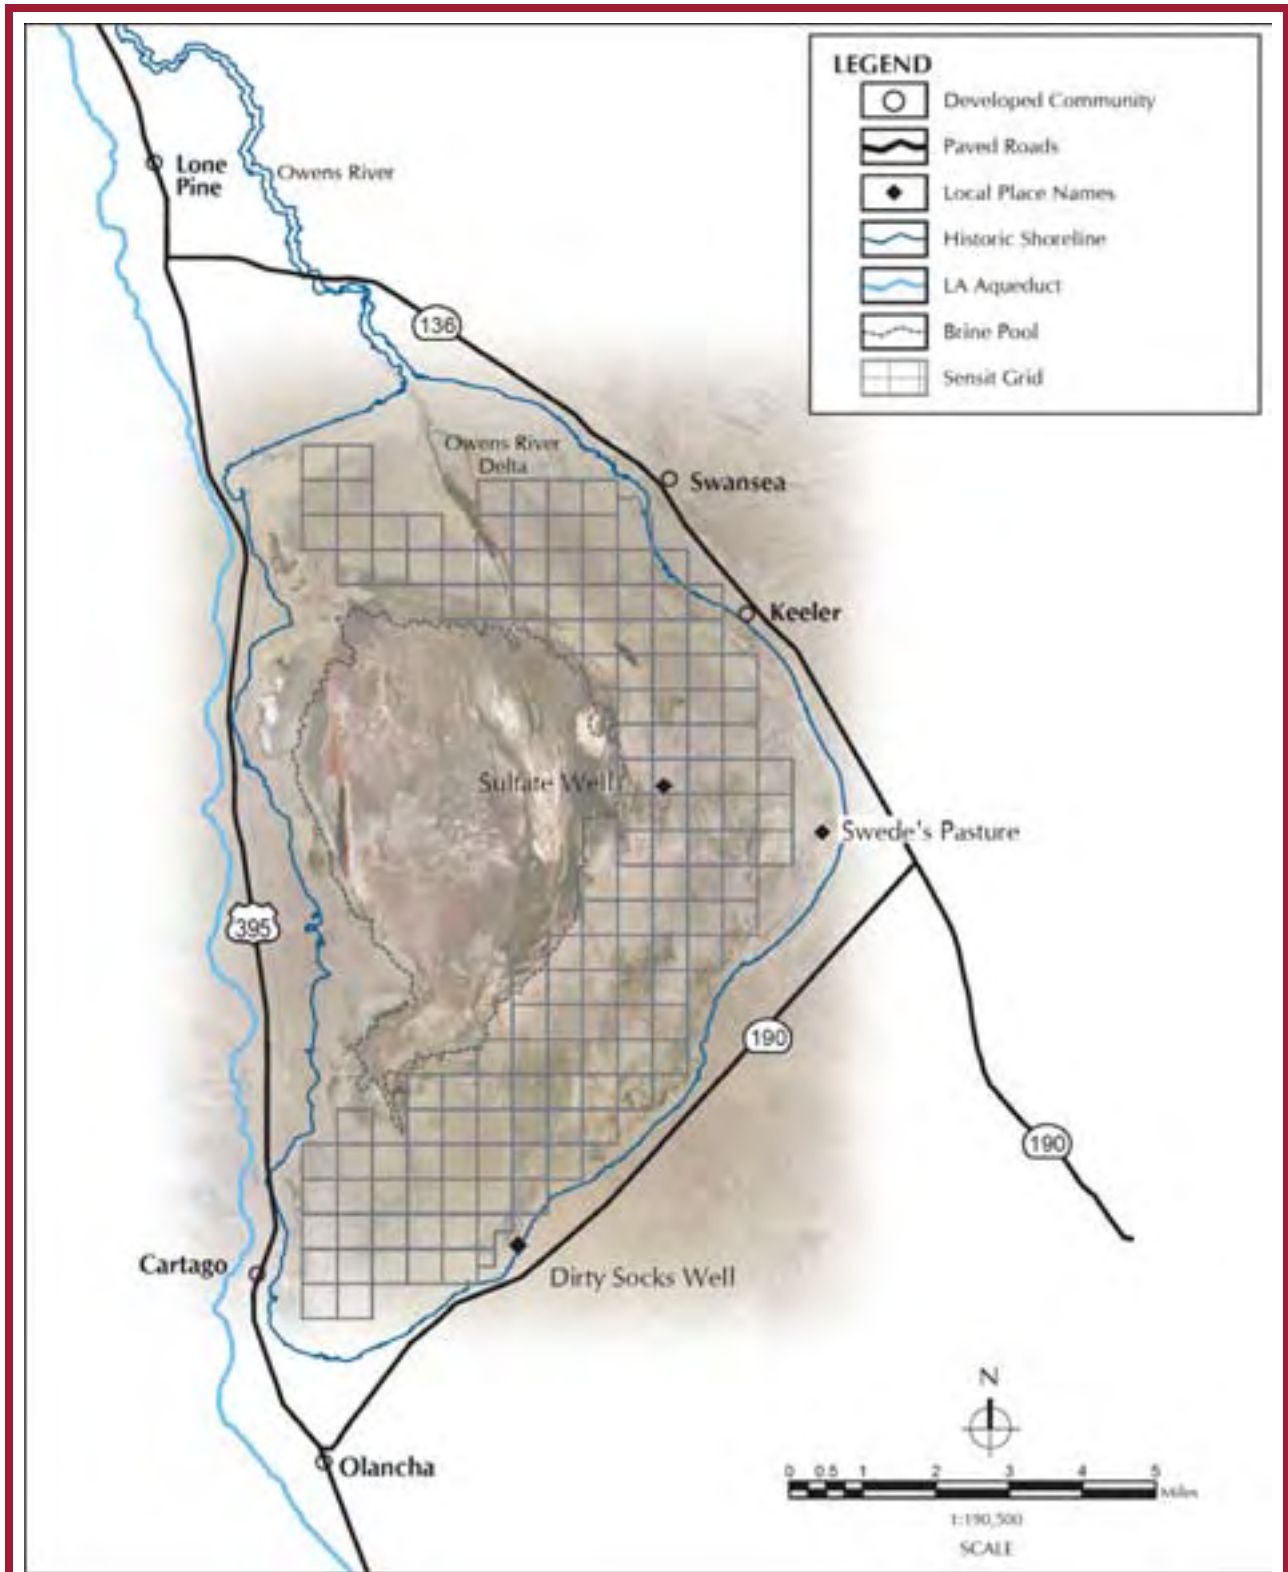 LEGEND
Developed Community
Paved Roads
Local Place Names
Historic Shoreline
LA Aqueduct
Brine Pool
Sensit Grid
Lone
Pine
Owens River
136
Owens River
Delta
Swansea
Keeler
Sulfate Well
Swede's Pasture
395
190
190
Cartago
Dirty Socks Well
Olancha
N
0 0.5 1 2 3 4 5
Miles
1:190,500
SCALE